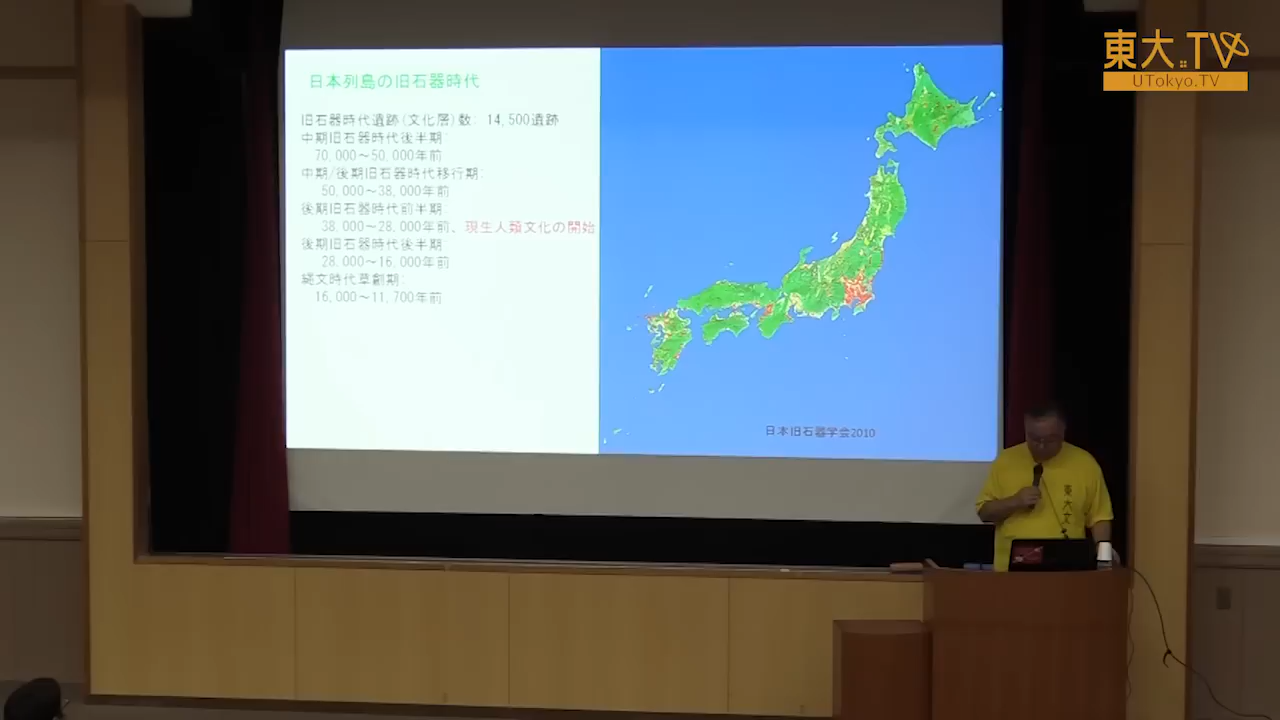 日本列島の旧石器時代
旧石器時代遺跡(文化層)数: 14,500遺跡
中期旧石器時代後半期
70,000～50,000年前
中期/後期旧石器時代移行期:
50,000～38,000年前
後期旧石器時代前半期
38,000～28,000年前、現生人類文化の開始
後期旧石器時代後半期
28,000～16,000年前
縄文時代草創期:
16,000～11,700年前
日本旧石器学会2010
東大TV
UTokyo.TV
東大文